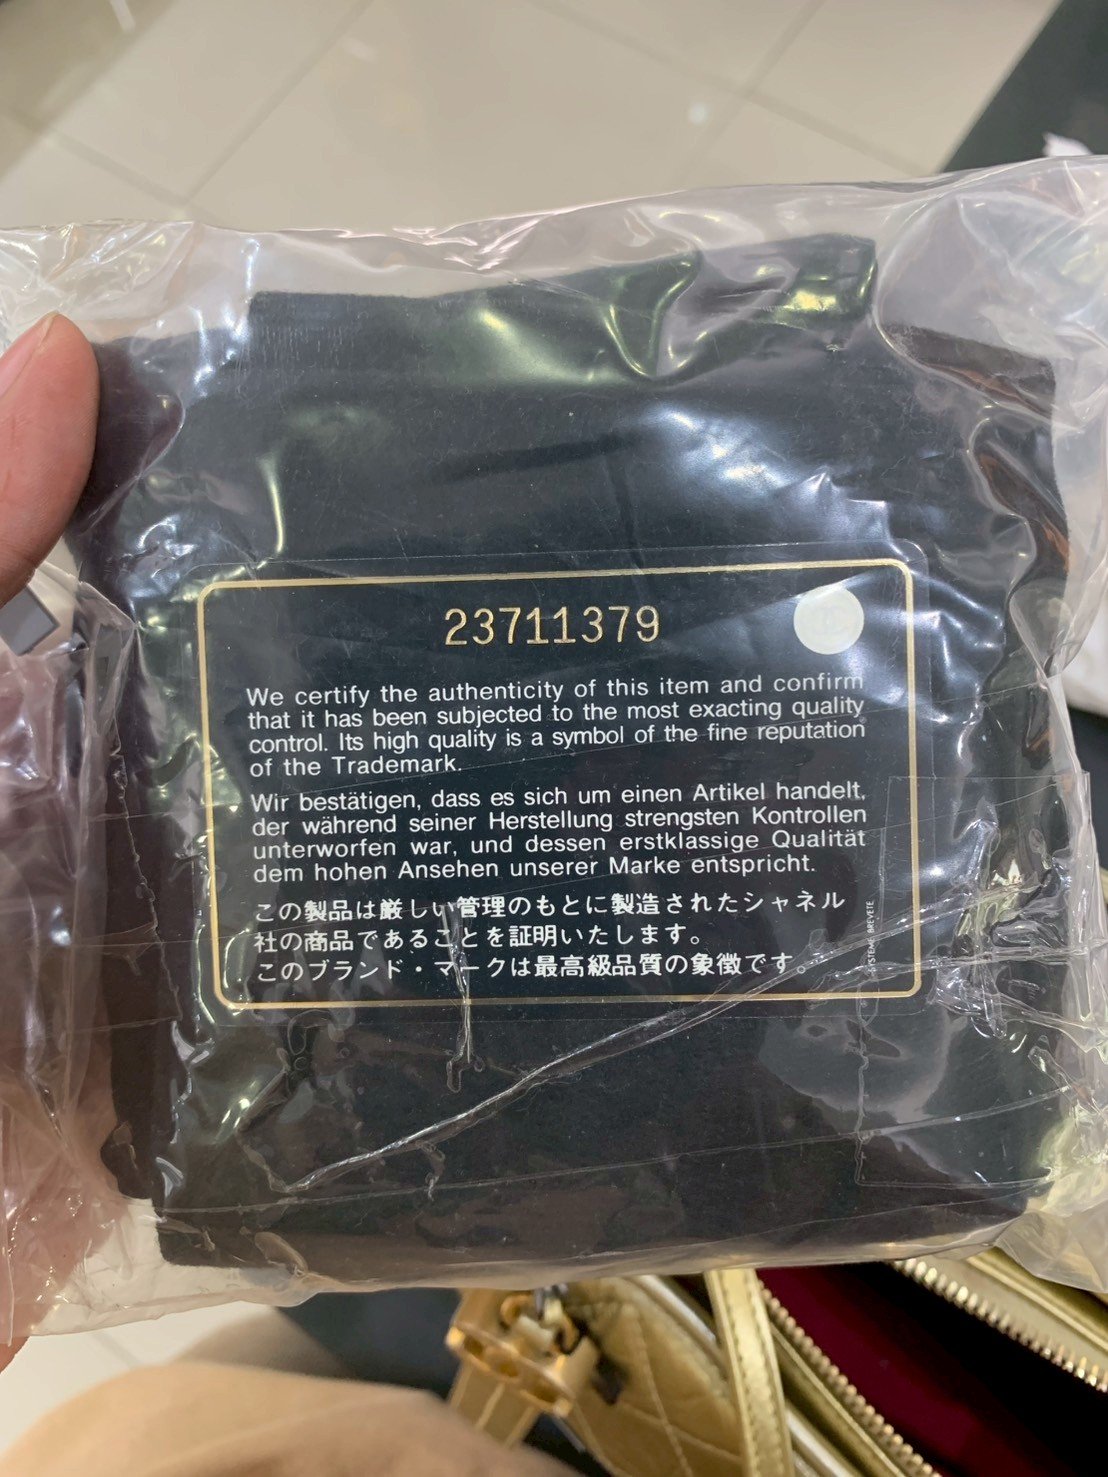 23711379
We certify the authenticity of this item and confirm
that it has been subjected to the most exacting quality
control. Its high quality is a symbol of the fine reputation
of the Trademark.
Wir bestätigen, dass es sich um einen Artikel handelt,
der während seiner Herstellung strengsten Kontrollen
unterworfen war, und dessen erstklassige Qualität
dem hohen Ansehen unserer Marke entspricht.
この製品は厳しい管理のもとに製造されたシャネル
社の商品であることを証明いたします。
このブランド・マークは最高級品質の象徴です。
BREVETE